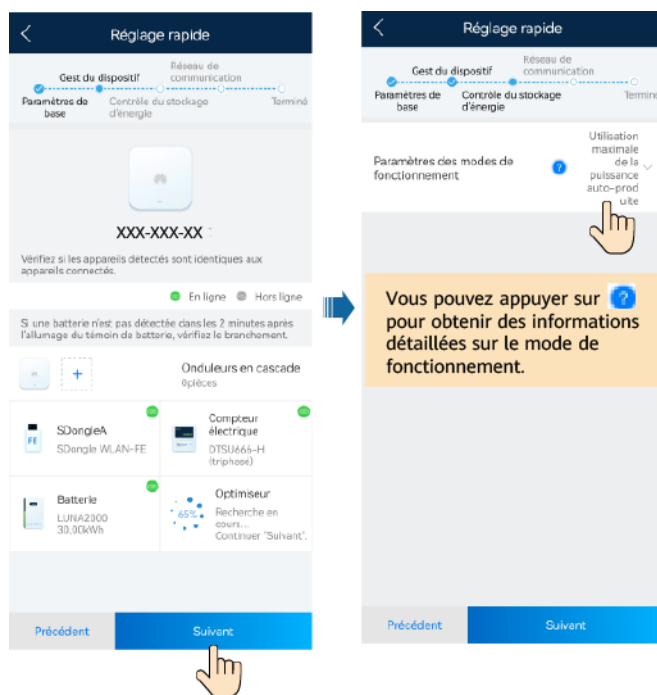 Réglage rapide
Gest du dispositif
Réseau de
communication
Paramètres de
base
Contrôle du stockage
d'énergie
Terminé
XXX-XXX-XX
Vérifiez si les appareils détectés sont identiques aux
appareils connectés.
En ligne
Hors ligne
Si une batterie n'est pas détectée dans les 2 minutes après
l'allumage du témoin de batterie, vérifiez le branchement.
+
Onduleurs en cascade
0pièces
FE
SDongleA
SDongle WLAN-FE
Compteur
électrique
DTSU666-H
(triphasé)
Batterie
LUNA2000
30,00kWh
65%
Optimiseur
Recherche en
cours...
Continuer "Suivant".
Précédent
Suivant
Réglage rapide
Gest du dispositif
Réseau de
communication
Paramètres de
base
Contrôle du stockage
d'énergie
Terminé
Paramètres des modes de
fonctionnement
?
Utilisation
maximale
de la
puissance
auto-prod
uite
Vous pouvez appuyer sur ?
pour obtenir des informations
détaillées sur le mode de
fonctionnement.
Précédent
Suivant